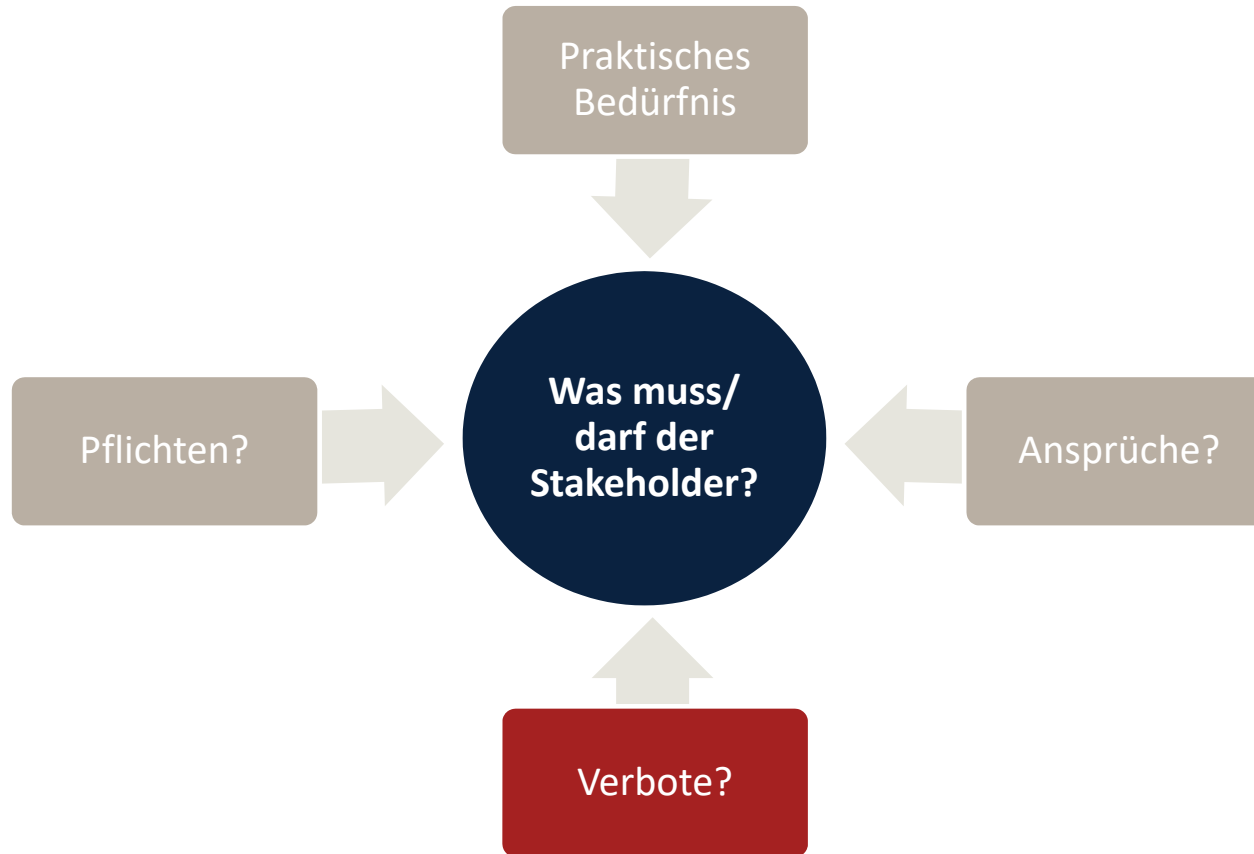 Praktisches
Bedürfnis
Pflichten?
Was muss/
darf der
Stakeholder?
Ansprüche?
Verbote?